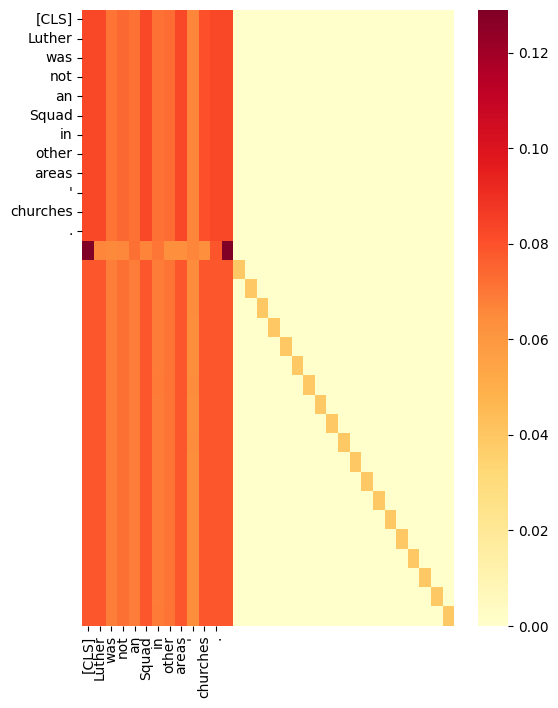 [CLS]
Luther
was
not
an
Squad
in
other
areas
'
churches
.
0.12
0.10
0.08
0.06
0.04
0.02
0.00
[CLS]
Luther
was
not
an
Squad
in
other
areas
'
churches
.